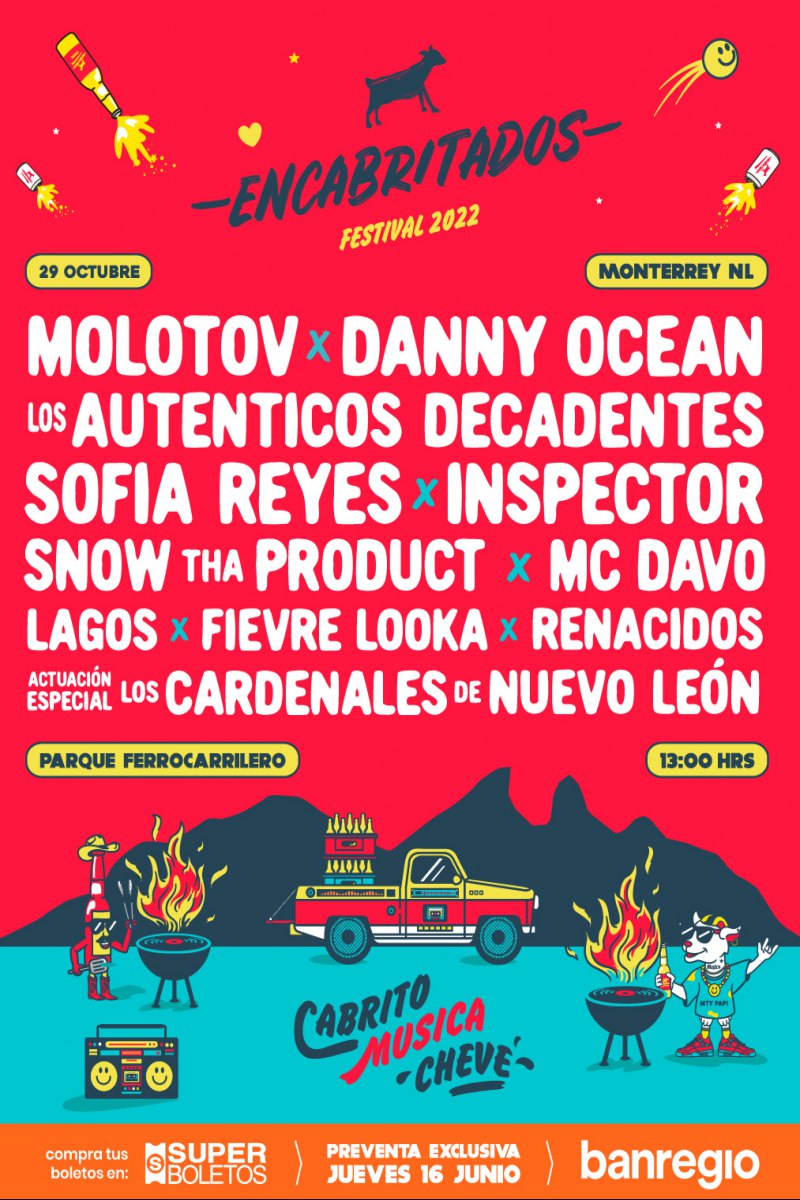 —ENCABRITADOS—
FESTIVAL 2022
29 OCTUBRE
MONTERREY NL
MOLOTOV x DANNY OCEAN
LOS AUTENTICOS DECADENTES
SOFIA REYES x INSPECTOR
SNOW THA PRODUCT x MC DAVO
LAGOS x FIEVRE LOOKA x RENACIDOS
ACTUACIÓN
ESPECIAL LOS CARDENALES DE NUEVO LEÓN
PARQUE FERROCARRILERO
13:00 HRS
MTY PAPI
CABRITO
MUSICA
-CHEVE´-
compra tus
boletos en:
S SUPER
BOLETOS
PREVENTA EXCLUSIVA
JUEVES 16 JUNIO
banregio